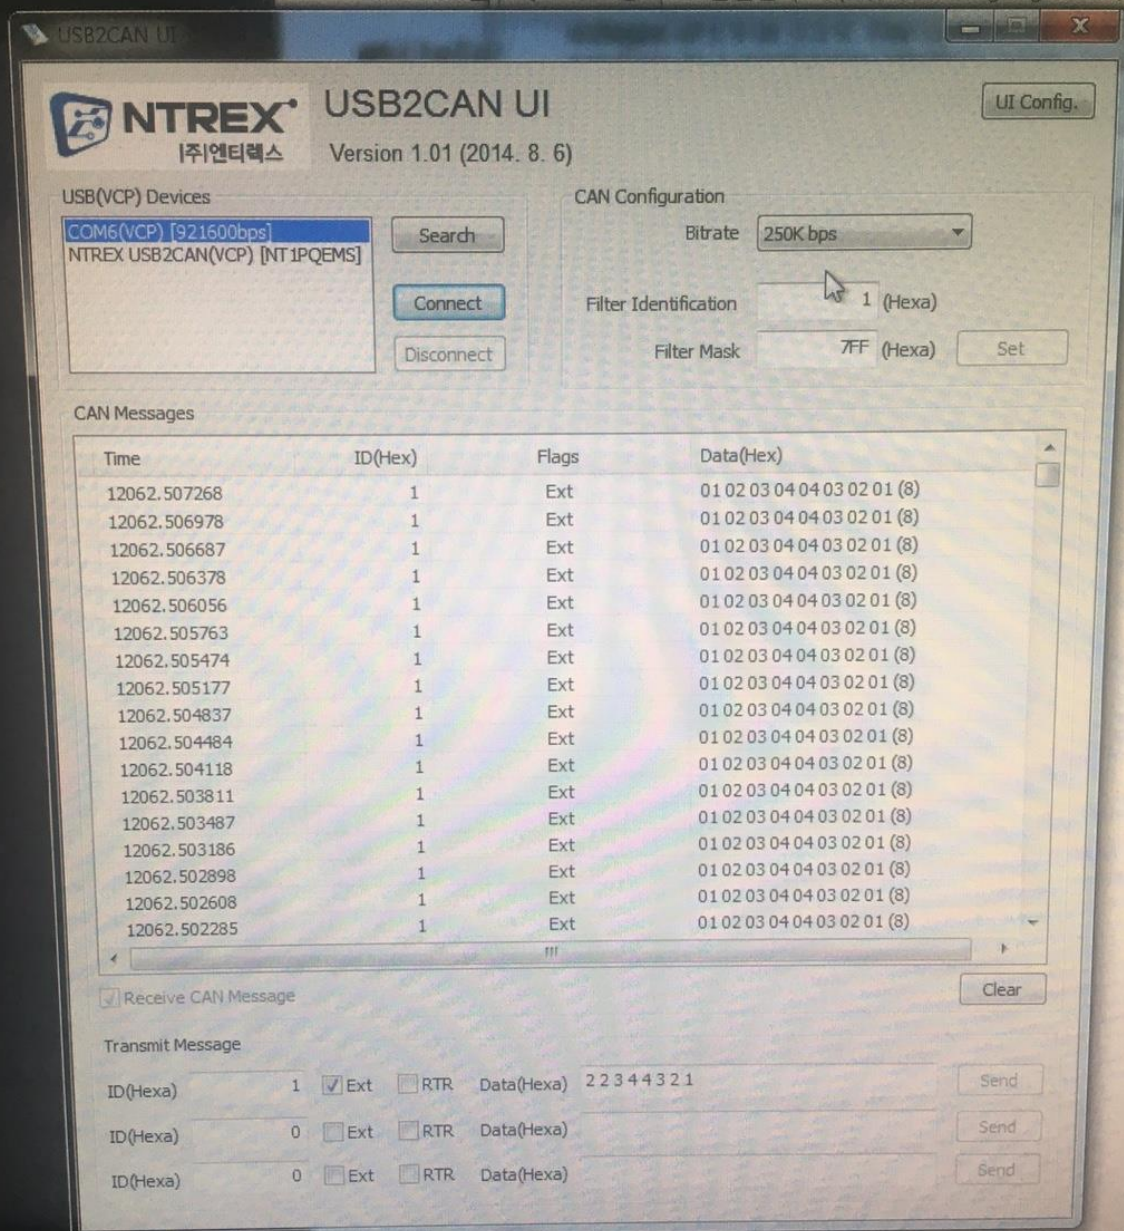 USB2CAN UI
NTREX
|주|엔티렉스
USB2CAN UI
Version 1.01 (2014. 8. 6)
UI Config.
USB(VCP) Devices
COM6(VCP) [921600bps]
NTREX USB2CAN(VCP) [NT1PQEMS]
Search
Connect
Disconnect
CAN Configuration
Bitrate 250K bps
Filter Identification 1 (Hexa)
Filter Mask 7FF (Hexa) Set
CAN Messages
Time ID(Hex) Flags Data(Hex)
12062.507268 1 Ext 01 02 03 04 04 03 02 01 (8)
12062.506978 1 Ext 01 02 03 04 04 03 02 01 (8)
12062.506687 1 Ext 01 02 03 04 04 03 02 01 (8)
12062.506378 1 Ext 01 02 03 04 04 03 02 01 (8)
12062.506056 1 Ext 01 02 03 04 04 03 02 01 (8)
12062.505763 1 Ext 01 02 03 04 04 03 02 01 (8)
12062.505474 1 Ext 01 02 03 04 04 03 02 01 (8)
12062.505177 1 Ext 01 02 03 04 04 03 02 01 (8)
12062.504837 1 Ext 01 02 03 04 04 03 02 01 (8)
12062.504484 1 Ext 01 02 03 04 04 03 02 01 (8)
12062.504118 1 Ext 01 02 03 04 04 03 02 01 (8)
12062.503811 1 Ext 01 02 03 04 04 03 02 01 (8)
12062.503487 1 Ext 01 02 03 04 04 03 02 01 (8)
12062.503186 1 Ext 01 02 03 04 04 03 02 01 (8)
12062.502898 1 Ext 01 02 03 04 04 03 02 01 (8)
12062.502608 1 Ext 01 02 03 04 04 03 02 01 (8)
12062.502285 1 Ext 01 02 03 04 04 03 02 01 (8)
Receive CAN Message
Clear
Transmit Message
ID(Hexa) 1 Ext RTR Data(Hexa) 2 2 3 4 4 3 2 1 Send
ID(Hexa) 0 Ext RTR Data(Hexa) Send
ID(Hexa) 0 Ext RTR Data(Hexa) Send